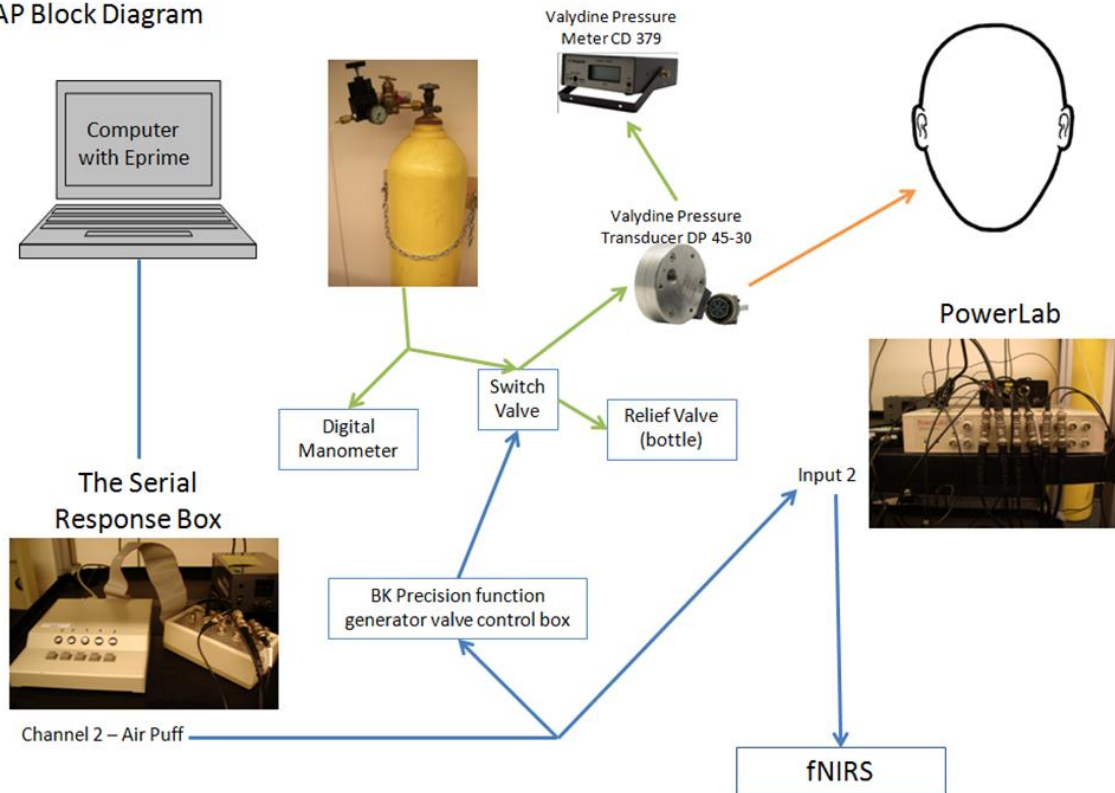 AP Block Diagram
Valydine Pressure
Meter CD 379
Computer
with Eprime
Valydine Pressure
Transducer DP 45-30
PowerLab
Switch
Valve
Digital
Manometer
Relief Valve
(bottle)
The Serial
Response Box
Input 2
BK Precision function
generator valve control box
Channel 2 – Air Puff
fNIRS